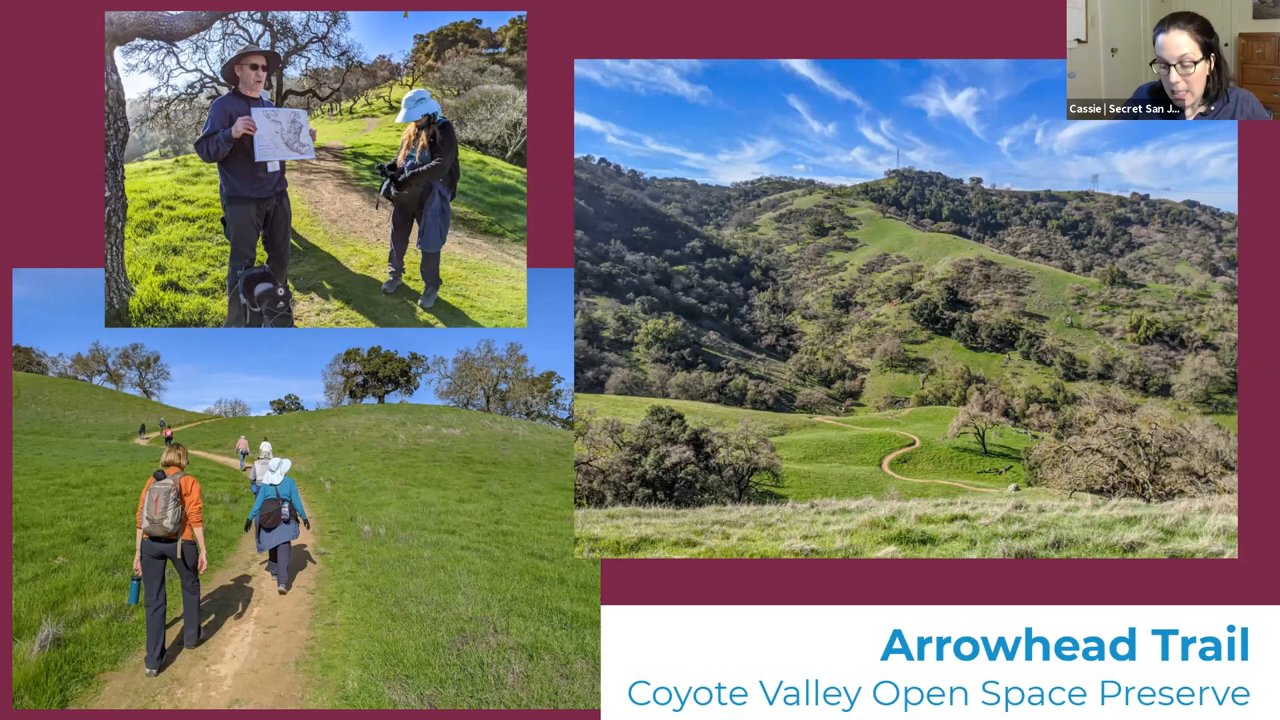 Cassie | Secret San J...
Arrowhead Trail
Coyote Valley Open Space Preserve